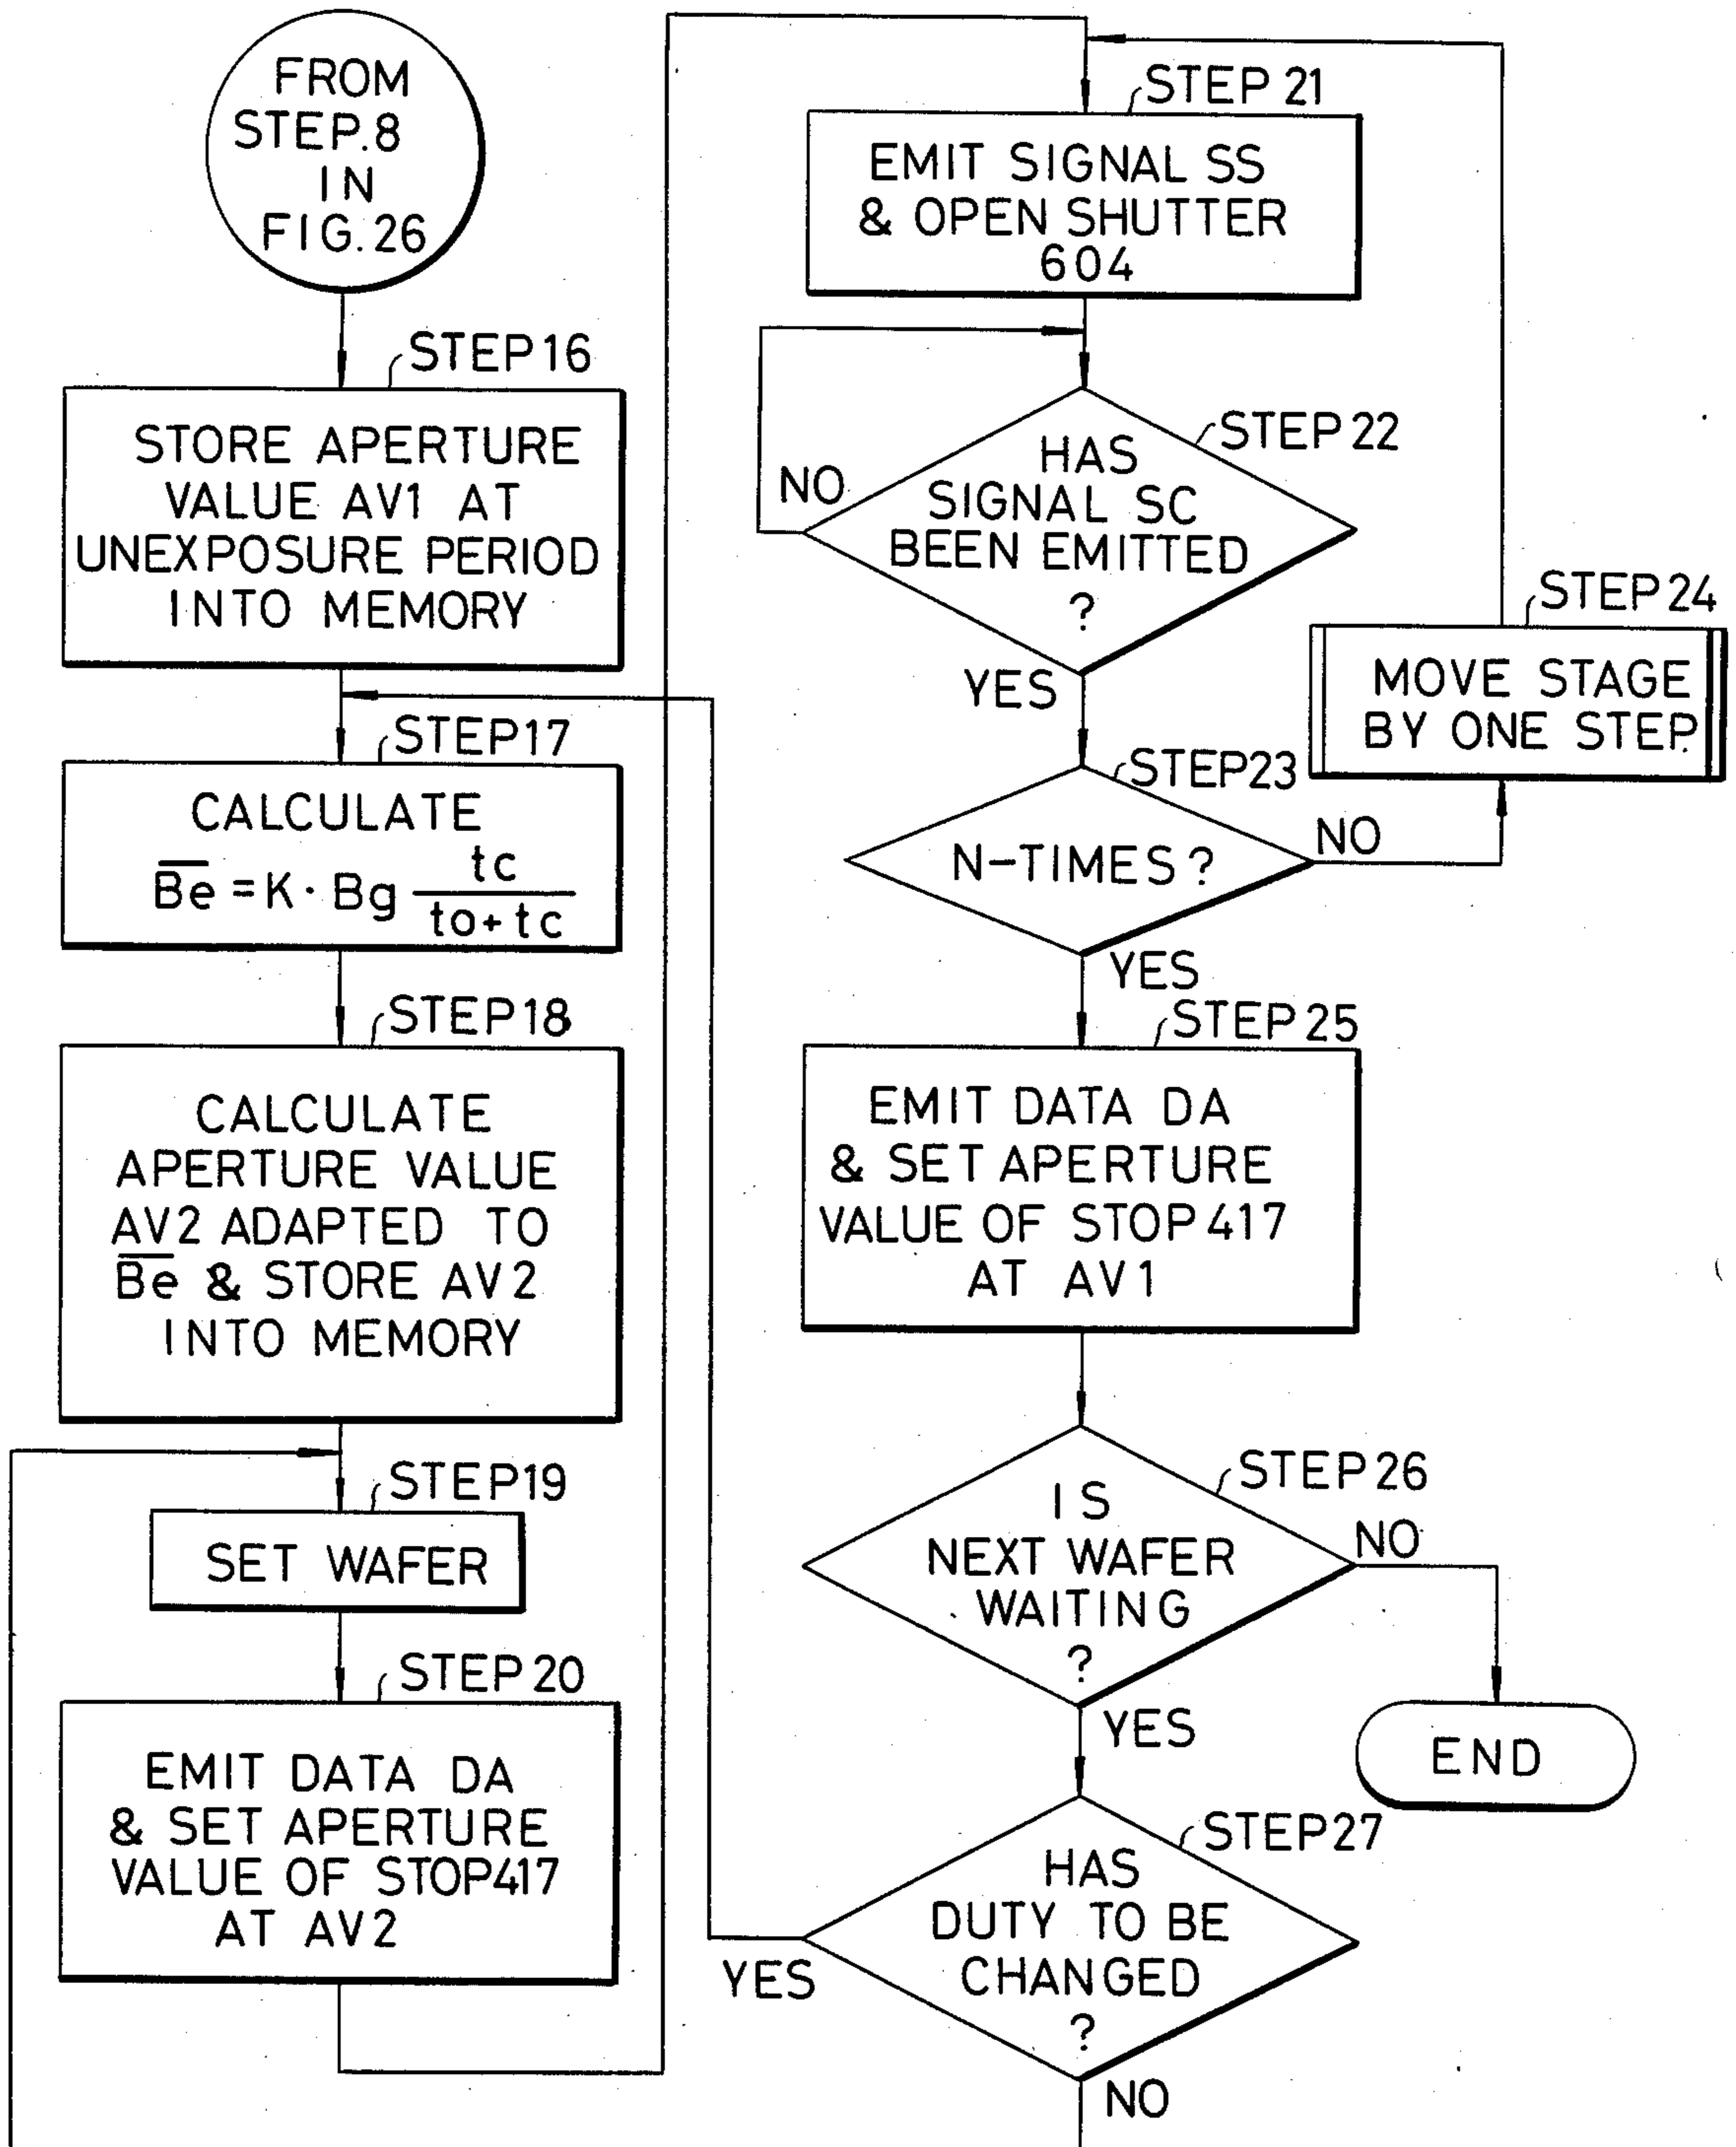 FROM
STEP.8
IN
FIG.26
STEP16
STORE APERTURE
VALUE AV1 AT
UNEXPOSURE PERIOD
INTO MEMORY
STEP17
CALCULATE
B̅e̅ = K · Bg tc
to+tc
STEP18
CALCULATE
APERTURE VALUE
AV2 ADAPTED TO
B̅e̅ & STORE AV2
INTO MEMORY
STEP19
SET WAFER
STEP20
EMIT DATA DA
& SET APERTURE
VALUE OF STOP417
AT AV2
STEP 21
EMIT SIGNAL SS
& OPEN SHUTTER
604
STEP 22
HAS
SIGNAL SC
BEEN EMITTED
?
NO
YES
STEP23
N-TIMES?
NO
YES
STEP24
MOVE STAGE
BY ONE STEP
STEP 25
EMIT DATA DA
& SET APERTURE
VALUE OF STOP 417
AT AV1
STEP26
IS
NEXT WAFER
WAITING
?
NO
YES
END
STEP27
HAS
DUTY TO BE
CHANGED
?
YES
NO